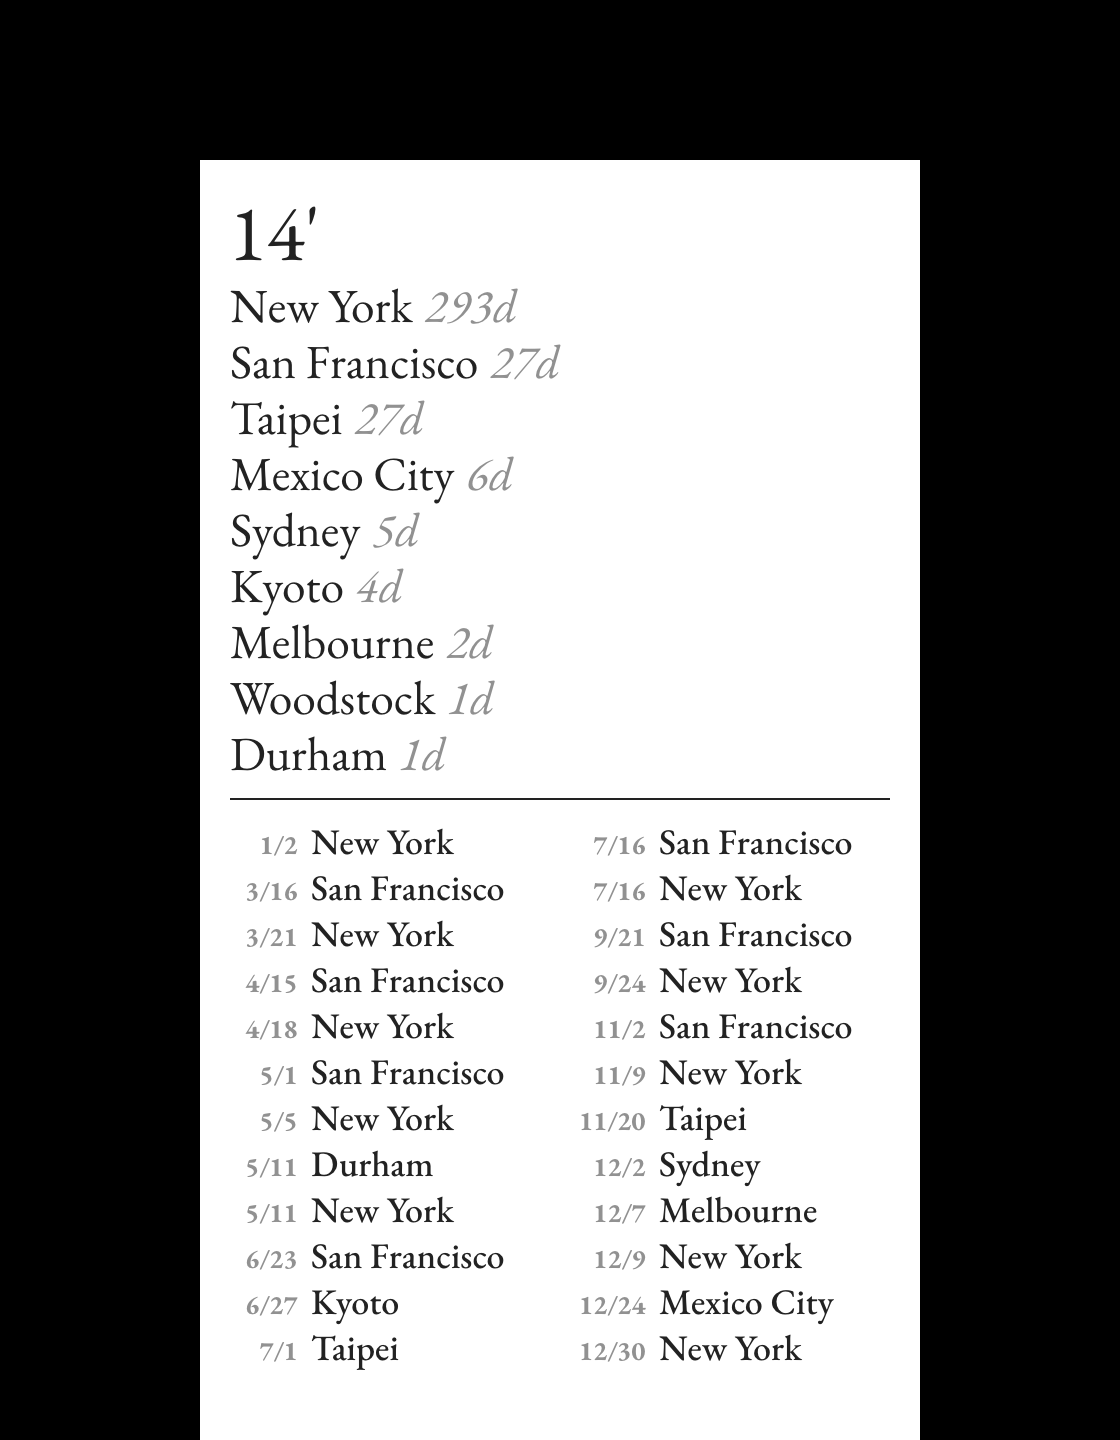 14'
New York 293d
San Francisco 27d
Taipei 27d
Mexico City 6d
Sydney 5d
Kyoto 4d
Melbourne 2d
Woodstock 1d
Durham 1d
1/2 New York
3/16 San Francisco
3/21 New York
4/15 San Francisco
4/18 New York
5/1 San Francisco
5/5 New York
5/11 Durham
5/11 New York
6/23 San Francisco
6/27 Kyoto
7/1 Taipei
7/16 San Francisco
7/16 New York
9/21 San Francisco
9/24 New York
11/2 San Francisco
11/9 New York
11/20 Taipei
12/2 Sydney
12/7 Melbourne
12/9 New York
12/24 Mexico City
12/30 New York